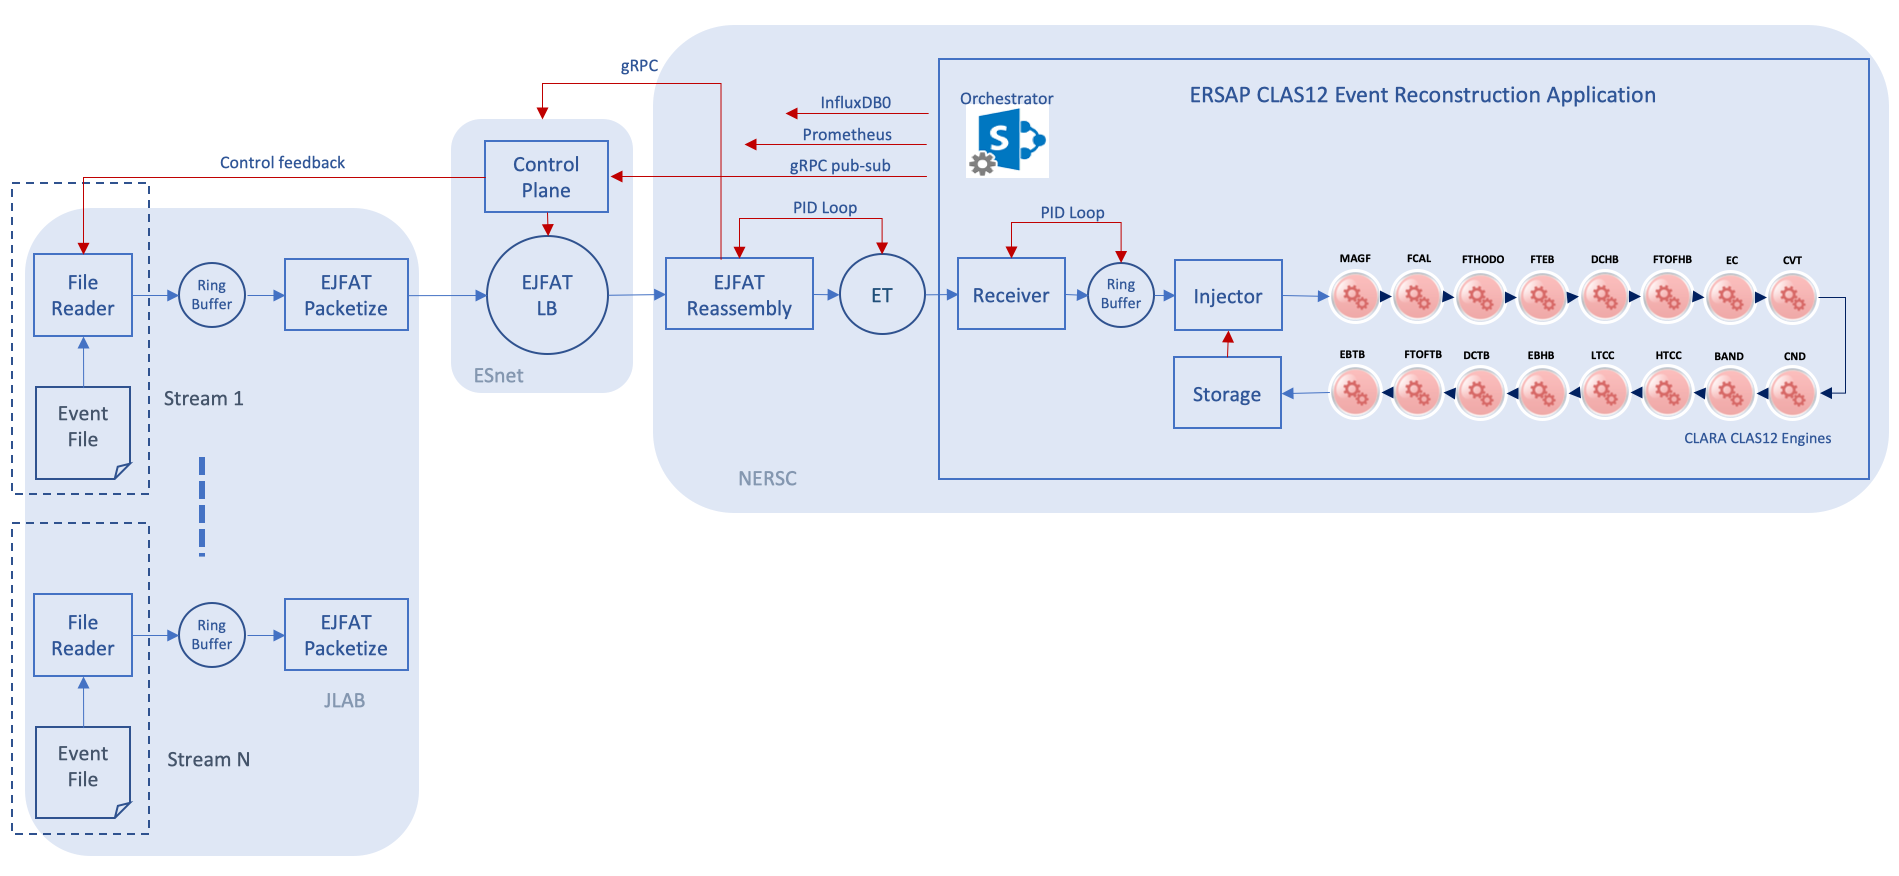 gRPC
ERSAP CLAS12 Event Reconstruction Application
Orchestrator
InfluxDB0
Prometheus
gRPC pub-sub
S
Control feedback
Control
Plane
PID Loop
PID Loop
File
Reader
Ring
Buffer
EJFAT
Packetize
EJFAT
LB
EJFAT
Reassembly
ET
Receiver
Ring
Buffer
Injector
MAGF
FCAL
FTHODO
FTEB
DCHB
FTOFHB
EC
CVT
EBTB
FTOFTB
DCTB
EBHB
LTCC
HTCC
BAND
CND
Storage
CLARA CLAS12 Engines
ESnet
NERSC
Event
File
Stream 1
File
Reader
Ring
Buffer
EJFAT
Packetize
JLAB
Event
File
Stream N